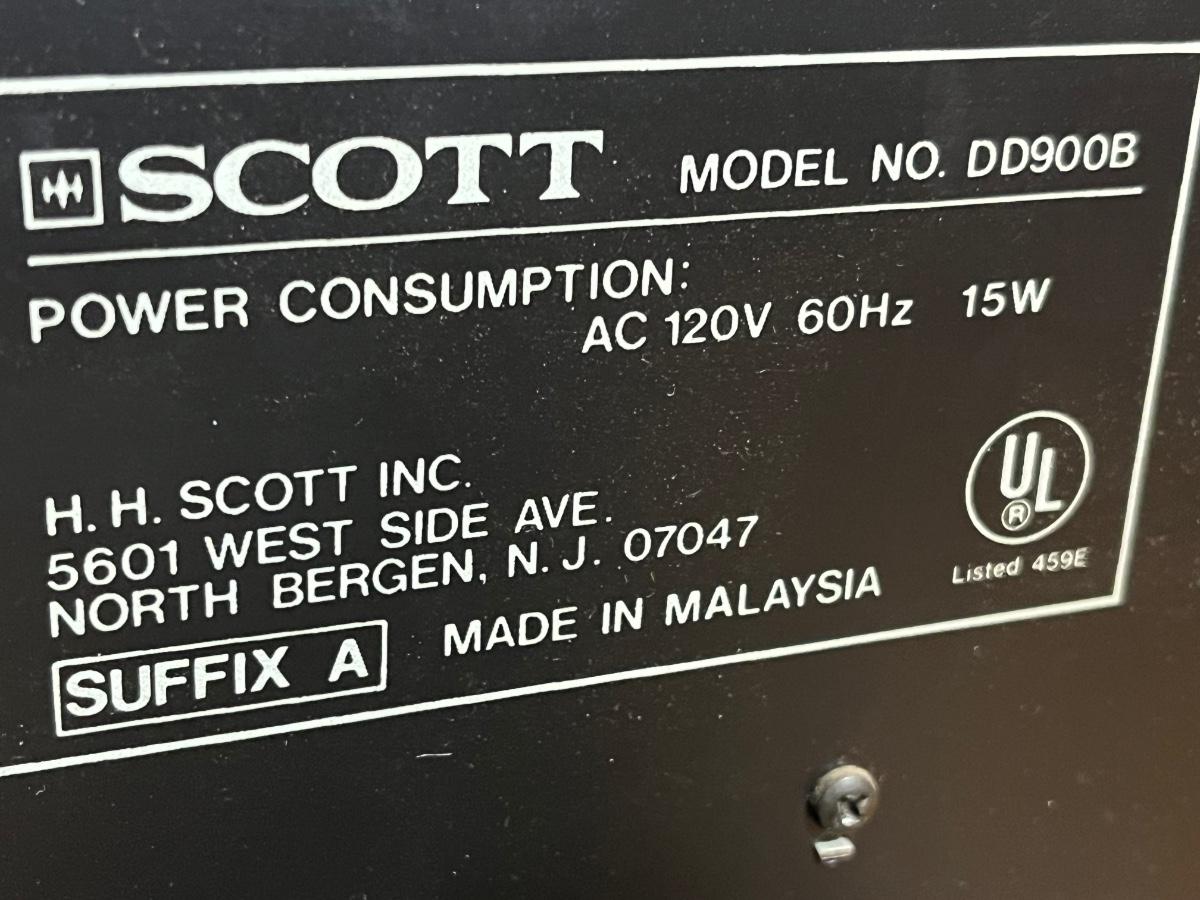 SCOTT MODEL NO. DD900B
POWER CONSUMPTION:
AC 120V 60Hz 15W
H. H. SCOTT INC.
5601 WEST SIDE AVE.
NORTH BERGEN, N. J. 07047
SUFFIX A MADE IN MALAYSIA
UL
®
Listed 459E